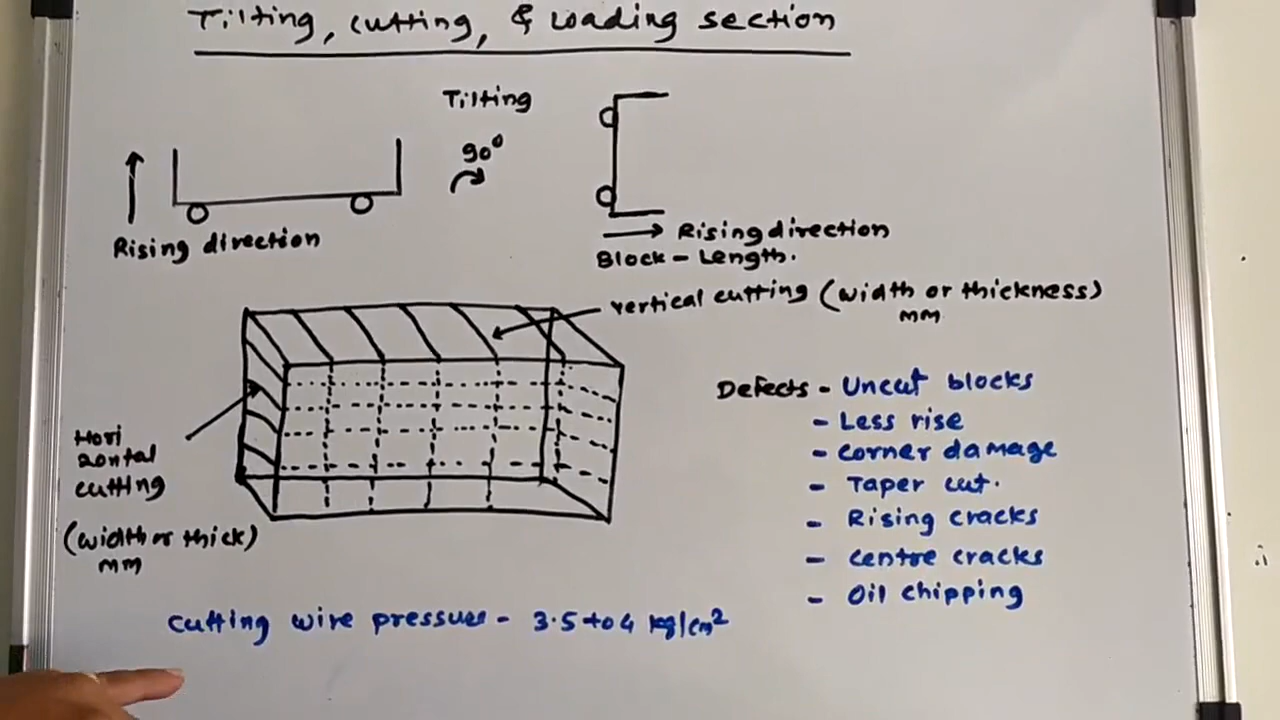 Tilting, cutting, & Loading section
Tilting
90°
Rising direction
Rising direction
Block - Length.
vertical cutting (width or thickness)
mm
Hori
zontal
cutting
(width or thick)
mm
Defects - Uncut blocks
- Less rise
- corner damage
- Taper cut.
- Rising cracks
- centre cracks
- Oil chipping
cutting wire pressure - 3.5 to 4 kg/cm²